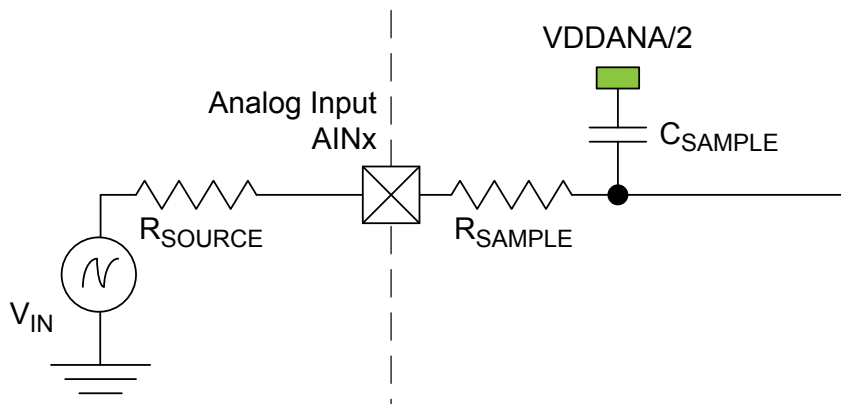 VDDANA/2
Analog Input
AINx
CSAMPLE
RSOURCE
RSAMPLE
VIN